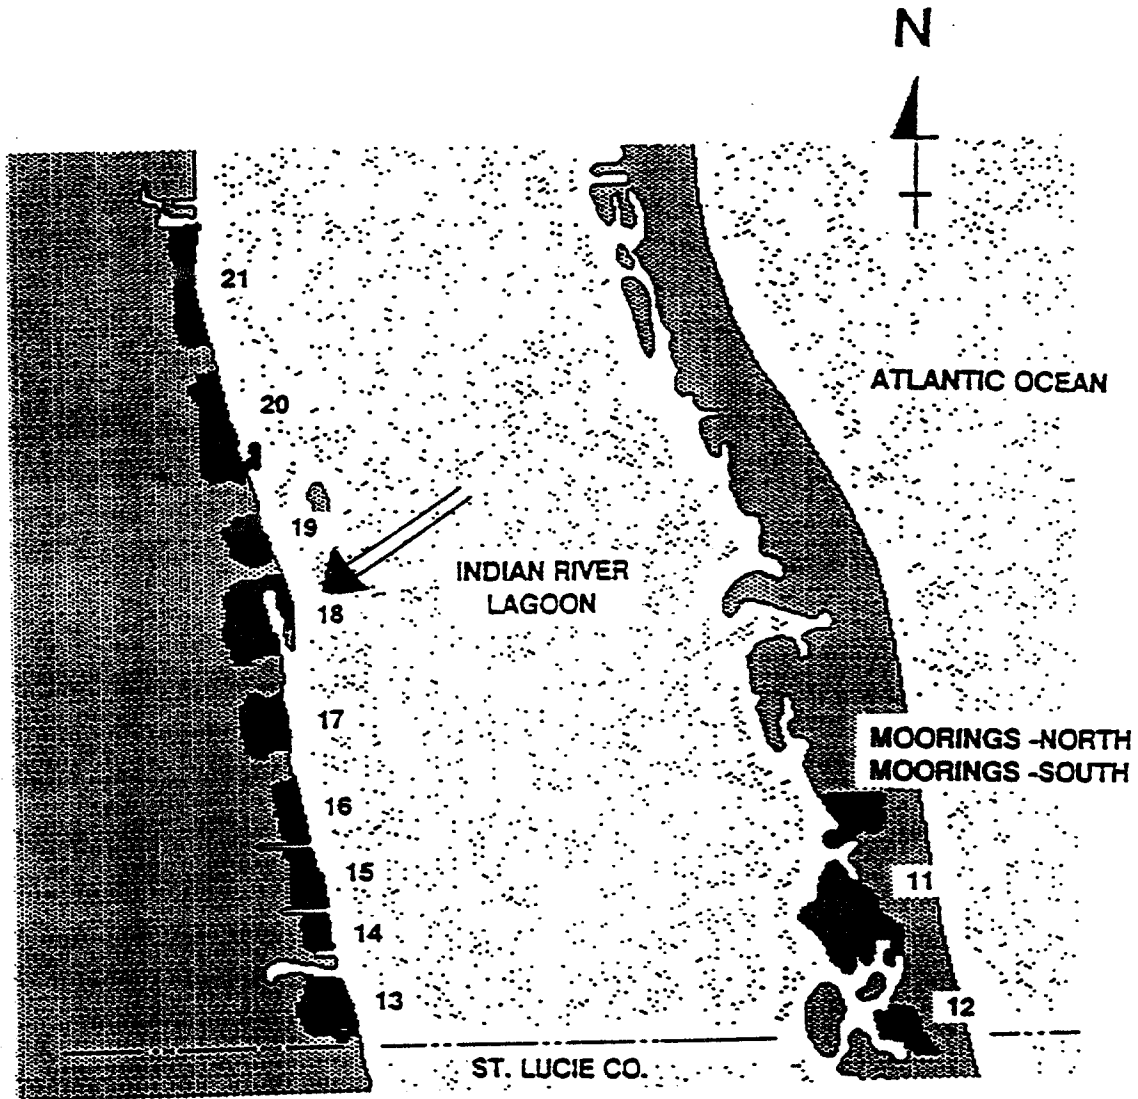 N
21
ATLANTIC OCEAN
20
19
INDIAN RIVER
LAGOON
18
17
MOORINGS -NORTH
MOORINGS -SOUTH
16
15
11
14
13
12
ST. LUCIE CO.